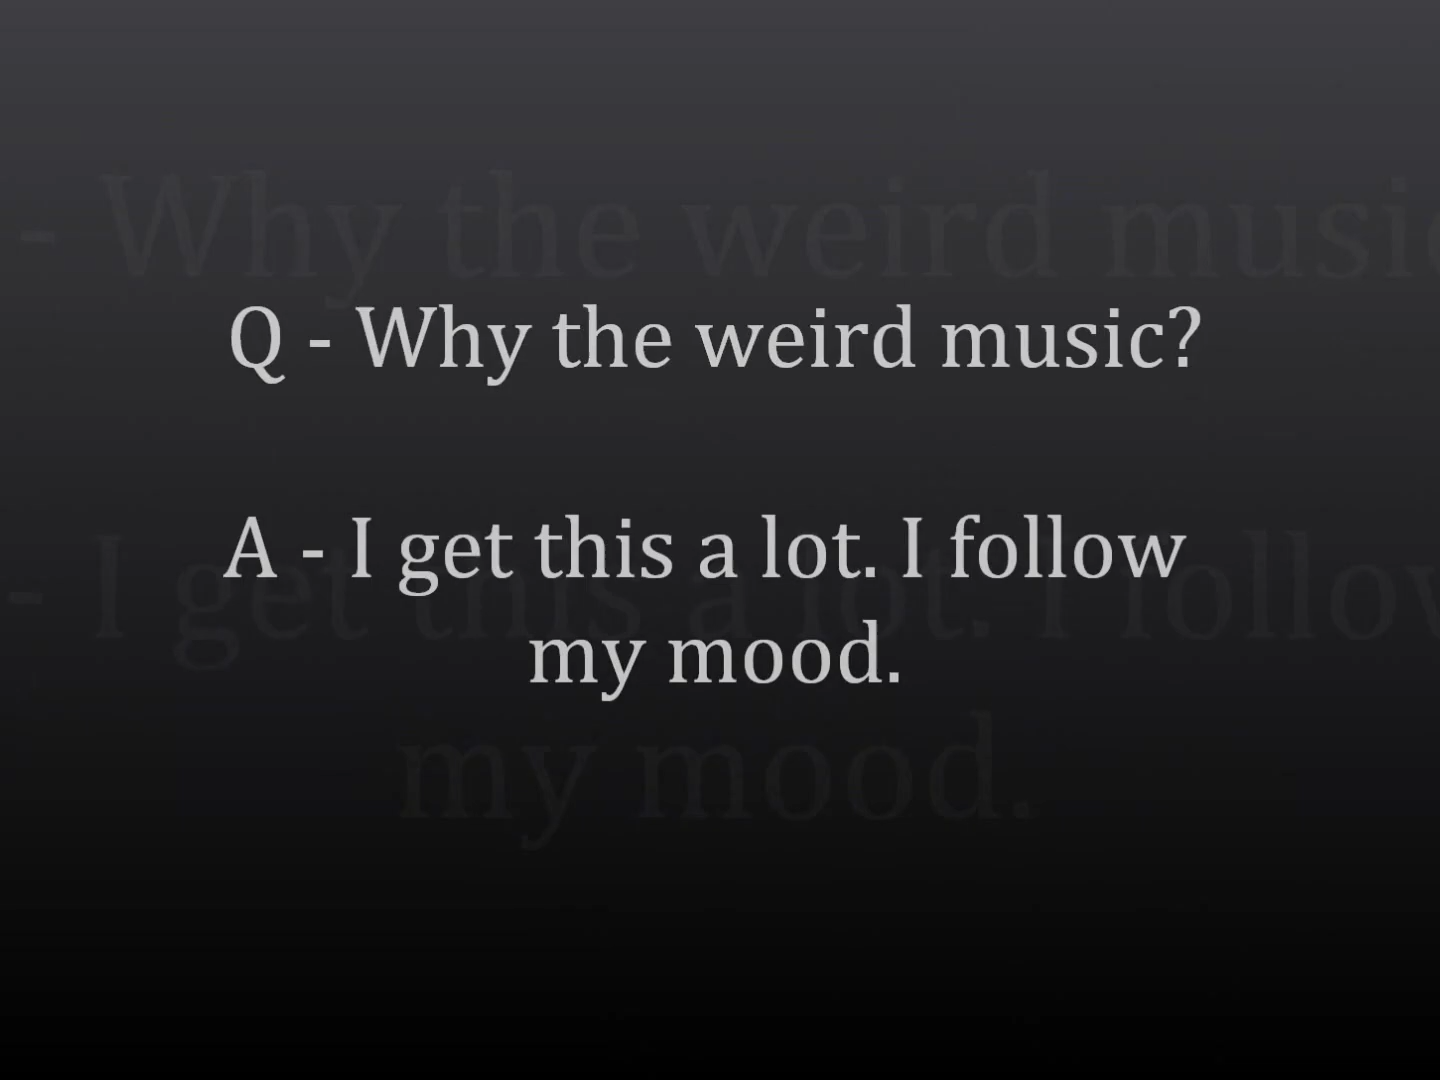 Q - Why the weird music?
A - I get this a lot. I follow
my mood.